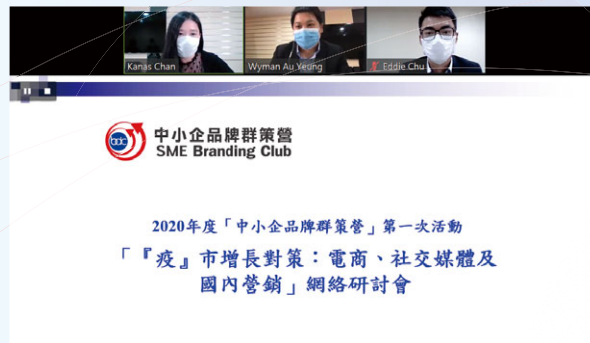 Kanas Chan
Wyman Au Yeung
Eddie Chu
bdc
中小企品牌群策營
SME Branding Club
2020年度「中小企品牌群策營」第一次活動
「『疫』市增長對策：電商、社交媒體及
國內營銷」網絡研討會